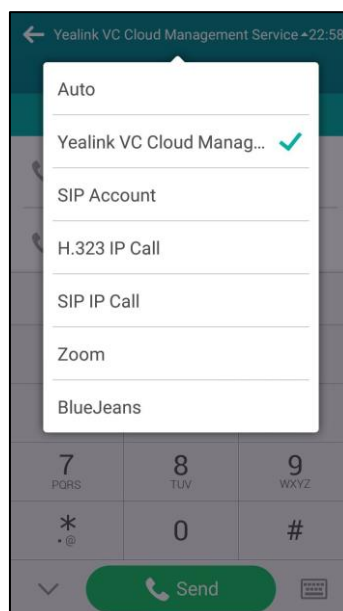 Yealink VC Cloud Management Service 22:58
Auto
Yealink VC Cloud Manag...
SIP Account
H.323 IP Call
SIP IP Call
Zoom
BlueJeans
7 8 9
PQRS TUV WXYZ
* 0 #
. @
Send